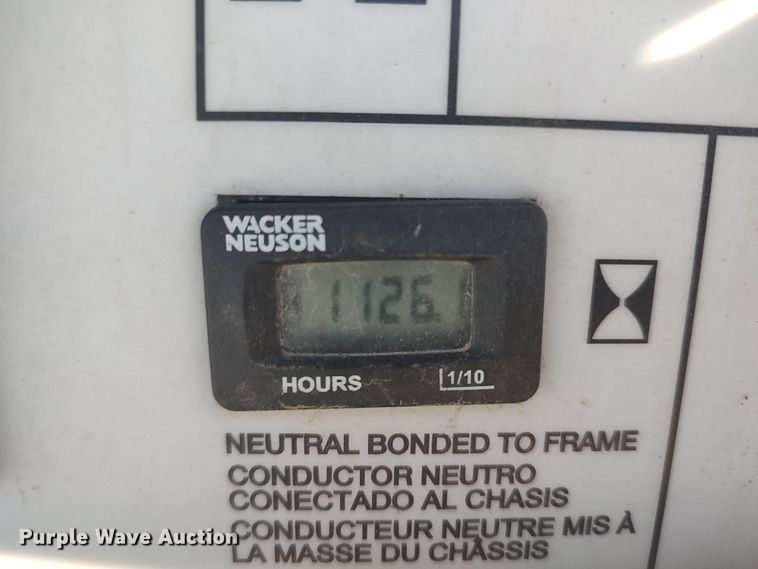 WACKER
NEUSON
1126.1
HOURS 1/10
NEUTRAL BONDED TO FRAME
CONDUCTOR NEUTRO
CONECTADO AL CHASIS
CONDUCTEUR NEUTRE MIS À
LA MASSE DU CHÂSSIS
Purple Wave Auction